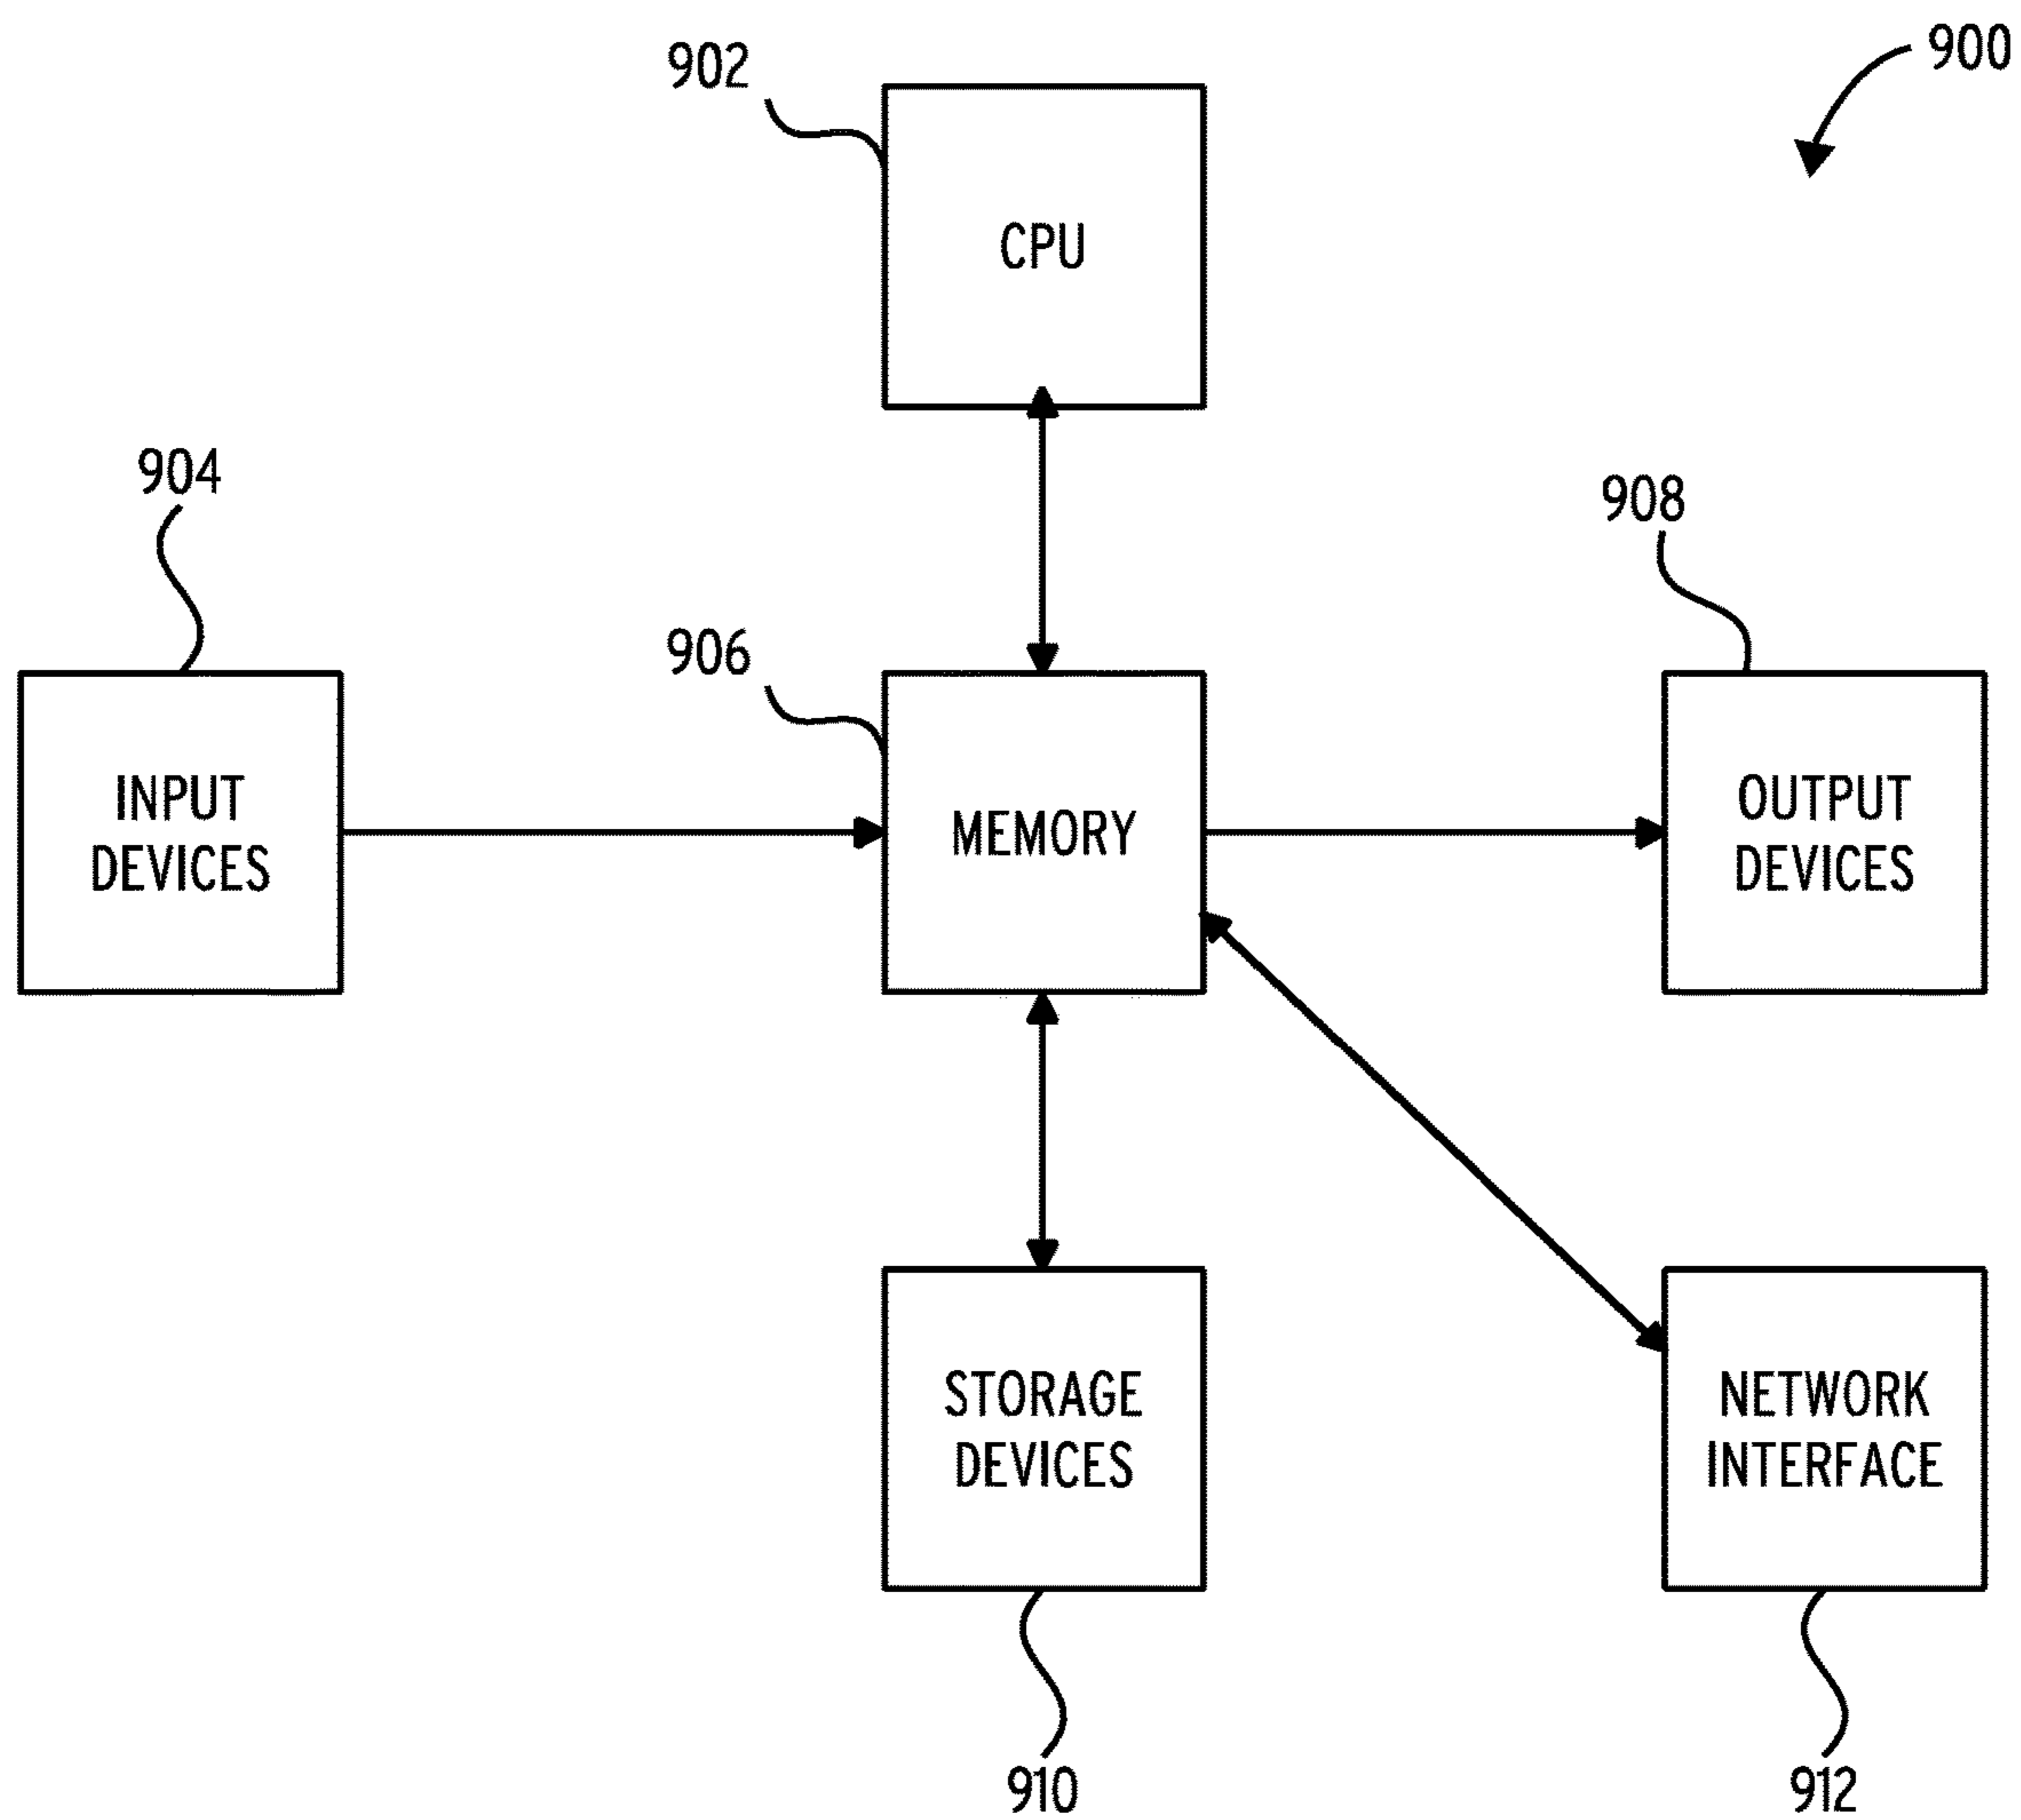 902
900
CPU
904
908
906
INPUT
DEVICES
MEMORY
OUTPUT
DEVICES
STORAGE
DEVICES
NETWORK
INTERFACE
910
912